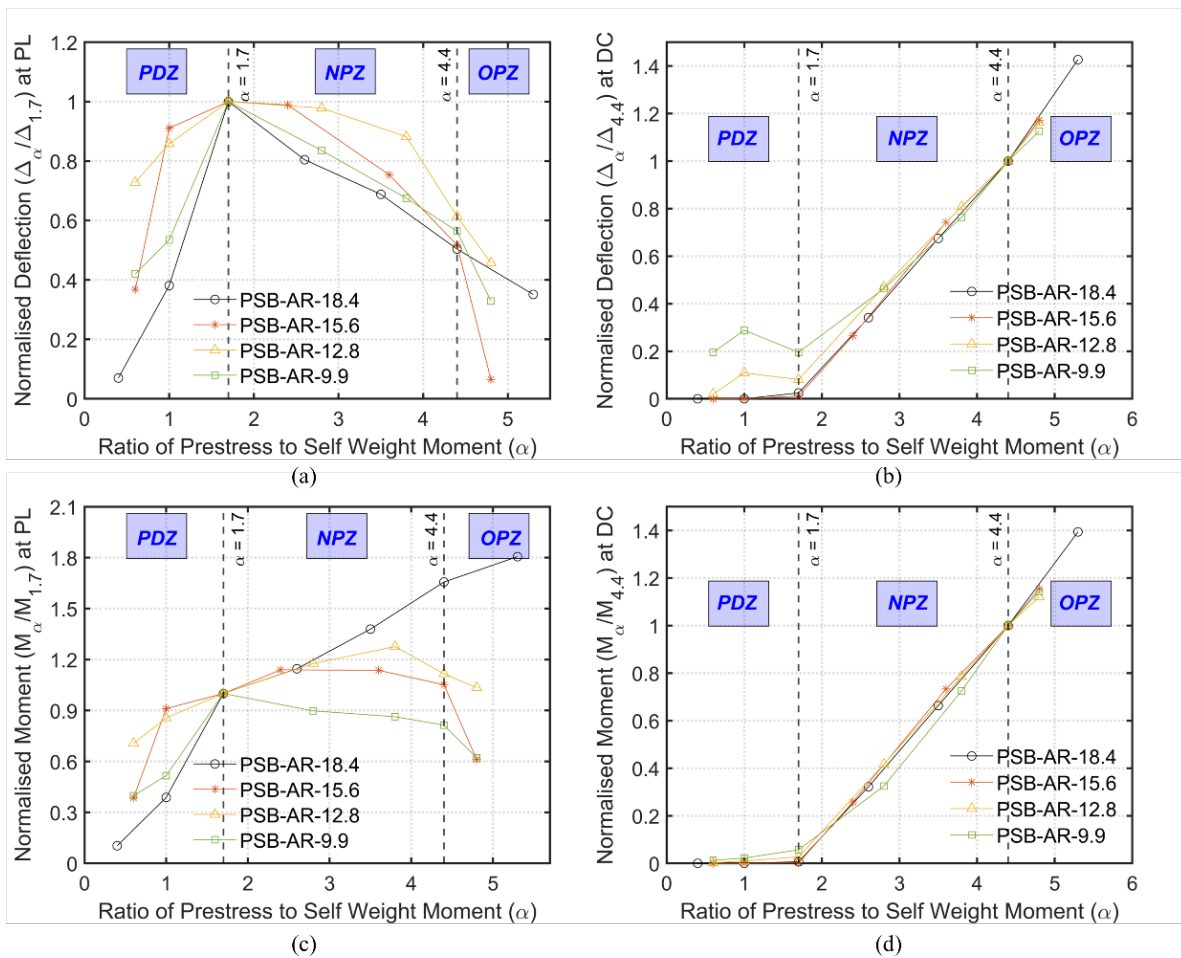 1.2
1
0.8
0.6
0.4
0.2
0
0
1
2
3
4
5
Normalised Deflection (Δα/Δ1.7) at PL
Ratio of Prestress to Self Weight Moment (α)
PDZ
NPZ
OPZ
α = 1.7
α = 4.4
PSB-AR-18.4
PSB-AR-15.6
PSB-AR-12.8
PSB-AR-9.9
(a)
1.4
1.2
1
0.8
0.6
0.4
0.2
0
0
1
2
3
4
5
6
Normalised Deflection (Δα/Δ4.4) at DC
Ratio of Prestress to Self Weight Moment (α)
PDZ
NPZ
OPZ
α = 1.7
α = 4.4
PSB-AR-18.4
PSB-AR-15.6
PSB-AR-12.8
PSB-AR-9.9
(b)
2.1
1.8
1.5
1.2
0.9
0.6
0.3
0
0
1
2
3
4
5
Normalised Moment (Mα/M1.7) at PL
Ratio of Prestress to Self Weight Moment (α)
PDZ
NPZ
OPZ
α = 1.7
α = 4.4
PSB-AR-18.4
PSB-AR-15.6
PSB-AR-12.8
PSB-AR-9.9
(c)
1.4
1.2
1
0.8
0.6
0.4
0.2
0
0
1
2
3
4
5
6
Normalised Moment (Mα/M4.4) at DC
Ratio of Prestress to Self Weight Moment (α)
PDZ
NPZ
OPZ
α = 1.7
α = 4.4
PSB-AR-18.4
PSB-AR-15.6
PSB-AR-12.8
PSB-AR-9.9
(d)